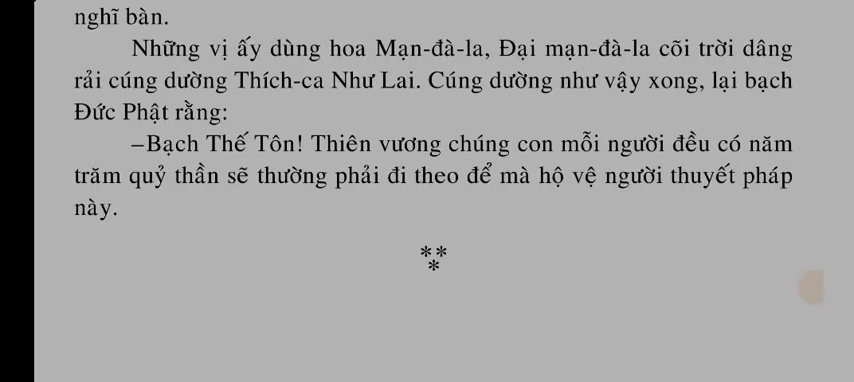 nghĩ bàn.
Những vị ấy dùng hoa Mạn-đà-la, Đại mạn-đà-la cõi trời dâng
rải cúng dường Thích-ca Như Lai. Cúng dường như vậy xong, lại bạch
Đức Phật rằng:
–Bạch Thế Tôn! Thiên vương chúng con mỗi người đều có năm
trăm quỷ thần sẽ thường phải đi theo để mà hộ vệ người thuyết pháp
này.
**
*